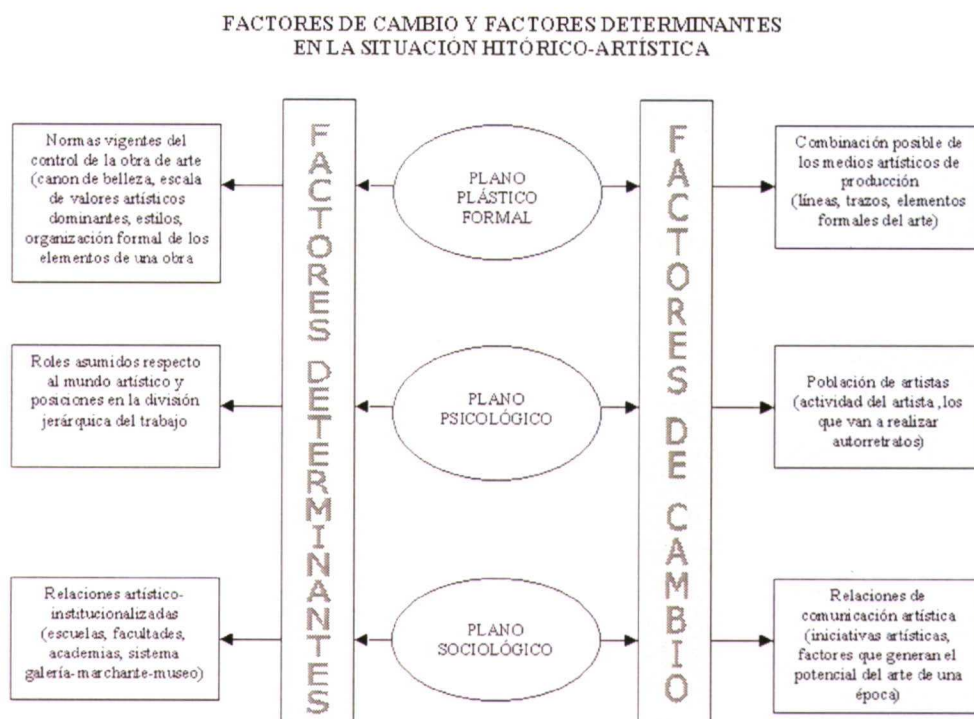 FACTORES DE CAMBIO Y FACTORES DETERMINANTES
EN LA SITUACIÓN HITÓRICO-ARTÍSTICA
Normas vigentes del
control de la obra de arte
(canon de belleza, escala
de valores artísticos
dominantes, estilos,
organización formal de los
elementos de una obra
FACTORES DETERMINANTES
PLANO
PLÁSTICO
FORMAL
FACTORES DE CAMBIO
Combinación posible de
los medios artísticos de
producción
(líneas, trazos, elementos
formales del arte)
Roles asumidos respecto
al mundo artístico y
posiciones en la división
jerárquica del trabajo
PLANO
PSICOLÓGICO
Población de artistas
(actividad del artista ,los
que van a realizar
autorretratos)
Relaciones artístico-
institucionalizadas
(escuelas, facultades,
academias, sistema
galería-marchante-museo)
PLANO
SOCIOLÓGICO
Relaciones de
comunicación artística
(iniciativas artísticas,
factores que generan el
potencial del arte de una
época)